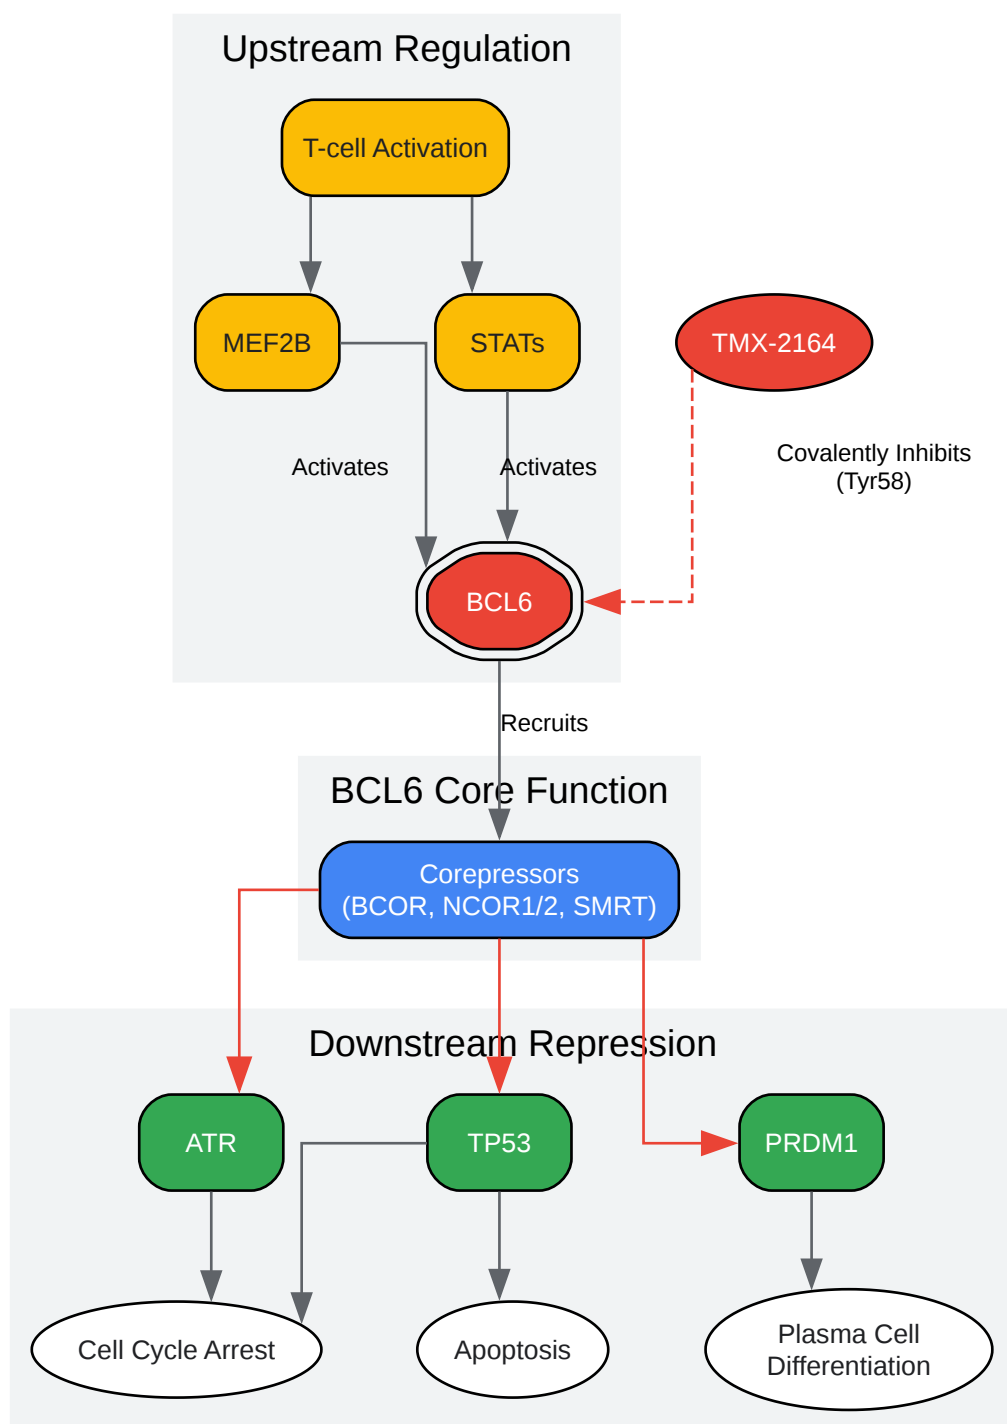 Upstream Regulation
T-cell Activation
MEF2B
STATs
TMX-2164
Activates
Activates
Covalently Inhibits
(Tyr58)
BCL6
Recruits
BCL6 Core Function
Corepressors
(BCOR, NCOR1/2, SMRT)
Downstream Repression
ATR
TP53
PRDM1
Cell Cycle Arrest
Apoptosis
Plasma Cell
Differentiation